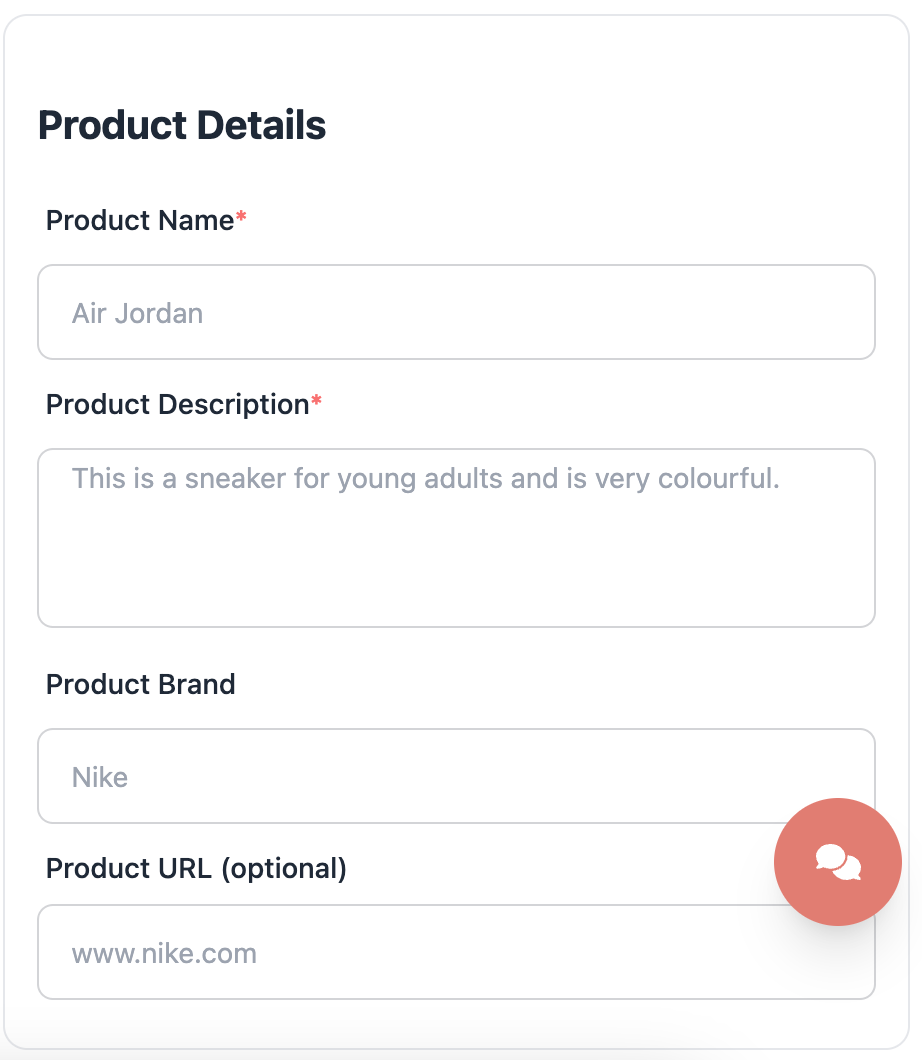 Product Details
Product Name*
Air Jordan
Product Description*
This is a sneaker for young adults and is very colourful.
Product Brand
Nike
Product URL (optional)
www.nike.com